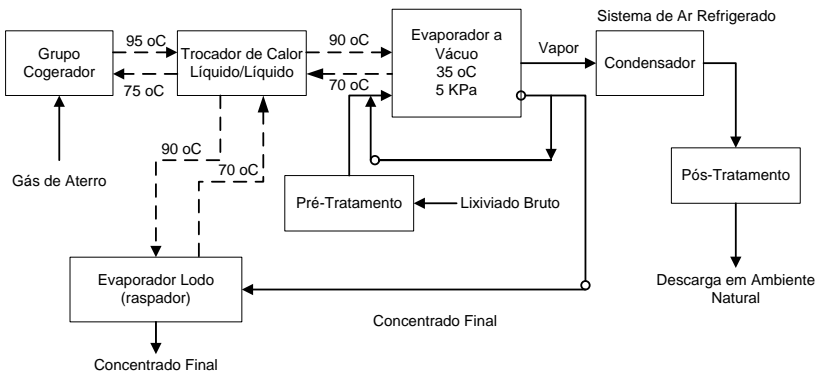 Sistema de Ar Refrigerado
Grupo
Cogerador
95 oC
75 oC
Trocador de Calor
Líquido/Líquido
90 oC
70 oC
Evaporador a
Vácuo
35 oC
5 KPa
Vapor
Condensador
90 oC
70 oC
Gás de Aterro
Pré-Tratamento
Lixiviado Bruto
Pós-Tratamento
Evaporador Lodo
(raspador)
Descarga em Ambiente
Natural
Concentrado Final
Concentrado Final